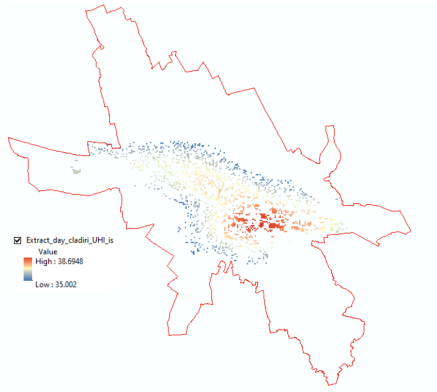 Extract_day_cladiri_UHI_is
Value
High : 38.6948
Low : 35.002